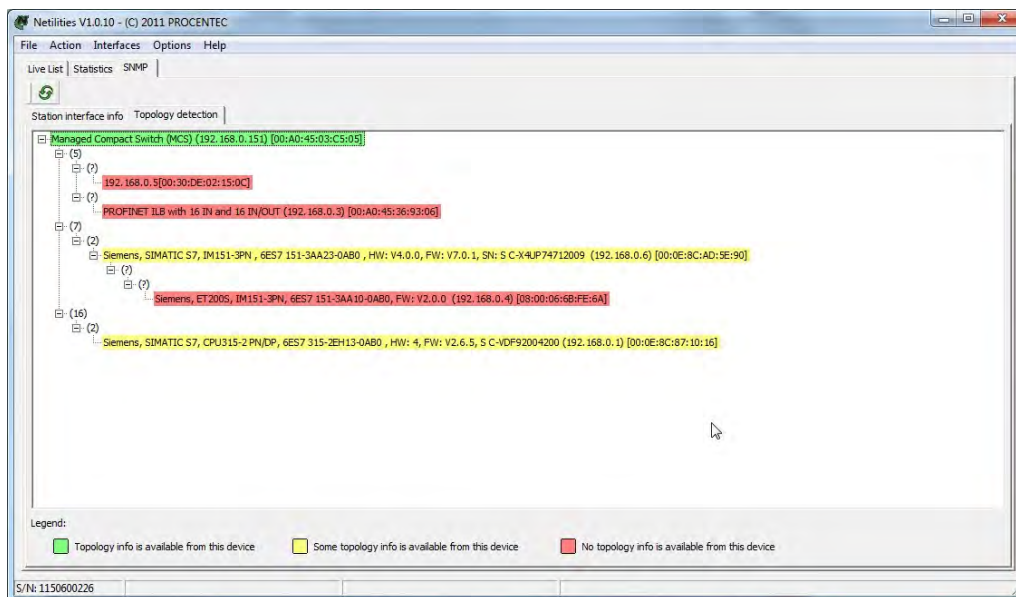 Netilities V1.0.10 - (C) 2011 PROCENTEC
File Action Interfaces Options Help
Live List Statistics SNMP
Station interface info Topology detection
Managed Compact Switch (MCS) (192.168.0.151) [00:A0:45:03:C5:05]
(5)
(?)
192.168.0.5[00:30:DE:02:15:0C]
(?)
PROFINET ILB with 16 IN and 16 IN/OUT (192.168.0.3) [00:A0:45:36:93:06]
(7)
(2)
Siemens, SIMATIC S7, IM151-3PN , 6ES7 151-3AA23-0AB0 , HW: V4.0.0, FW: V7.0.1, SN: S C-X4UP74712009 (192.168.0.6) [00:0E:8C:AD:5E:90]
(?)
(?)
Siemens, ET200S, IM151-3PN, 6ES7 151-3AA10-0AB0, FW: V2.0.0 (192.168.0.4) [08:00:06:6B:FE:6A]
(16)
(2)
Siemens, SIMATIC S7, CPU315-2 PN/DP, 6ES7 315-2EH13-0AB0 , HW: 4, FW: V2.6.5, S C-VDF92004200 (192.168.0.1) [00:0E:8C:87:10:16]
Legend:
Topology info is available from this device Some topology info is available from this device No topology info is available from this device
S/N: 1150600226